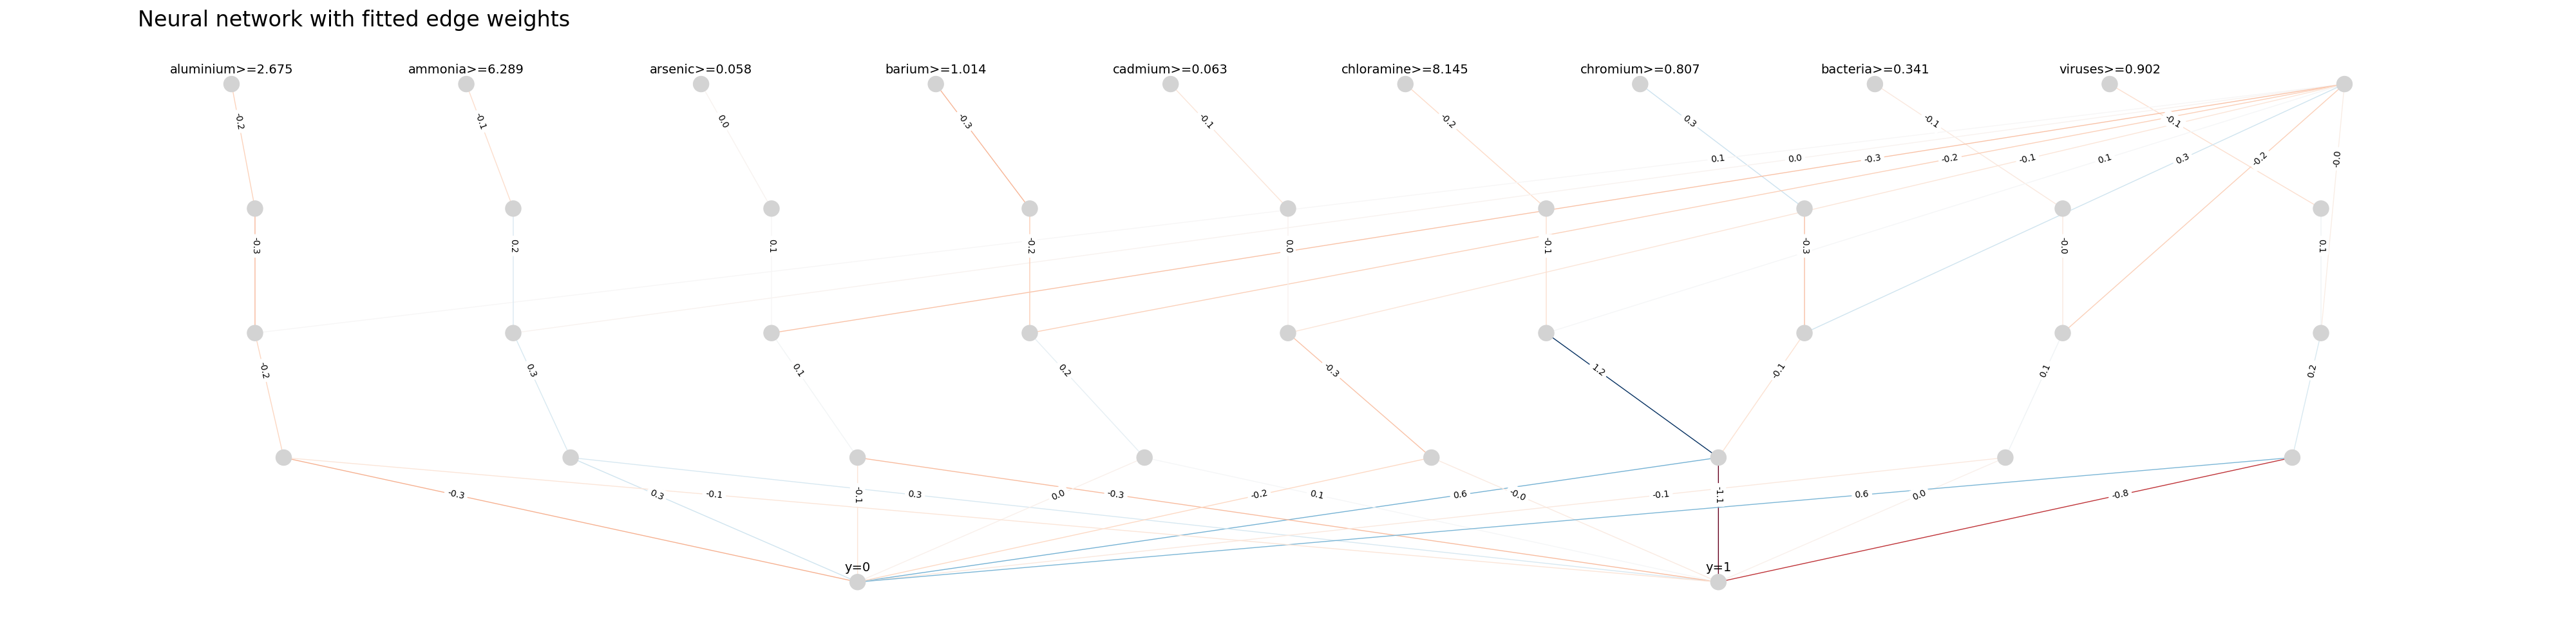 Neural network with fitted edge weights
aluminium>=2.675 ammonia>=6.289 arsenic>=0.058 barium>=1.014 cadmium>=0.063 chloramine>=8.145 chromium>=0.807 bacteria>=0.341 viruses>=0.902
-0.2 -0.1 0.0 -0.3 -0.1 -0.2 0.3 -0.1 -0.1
0.1 0.0 -0.3 -0.2 -0.1 0.1 0.3 -0.2 -0.0
-0.3 0.2 0.1 -0.2 0.0 -0.1 -0.3 -0.0 0.1
-0.2 0.3 0.1 0.2 -0.3 1.2 -0.1 0.1 0.2
-0.3 0.3 -0.1 -0.1 0.3 0.0 -0.3 -0.2 0.1 0.6 -0.0 -0.1 -1.1 0.6 0.0 -0.8
y=0 y=1